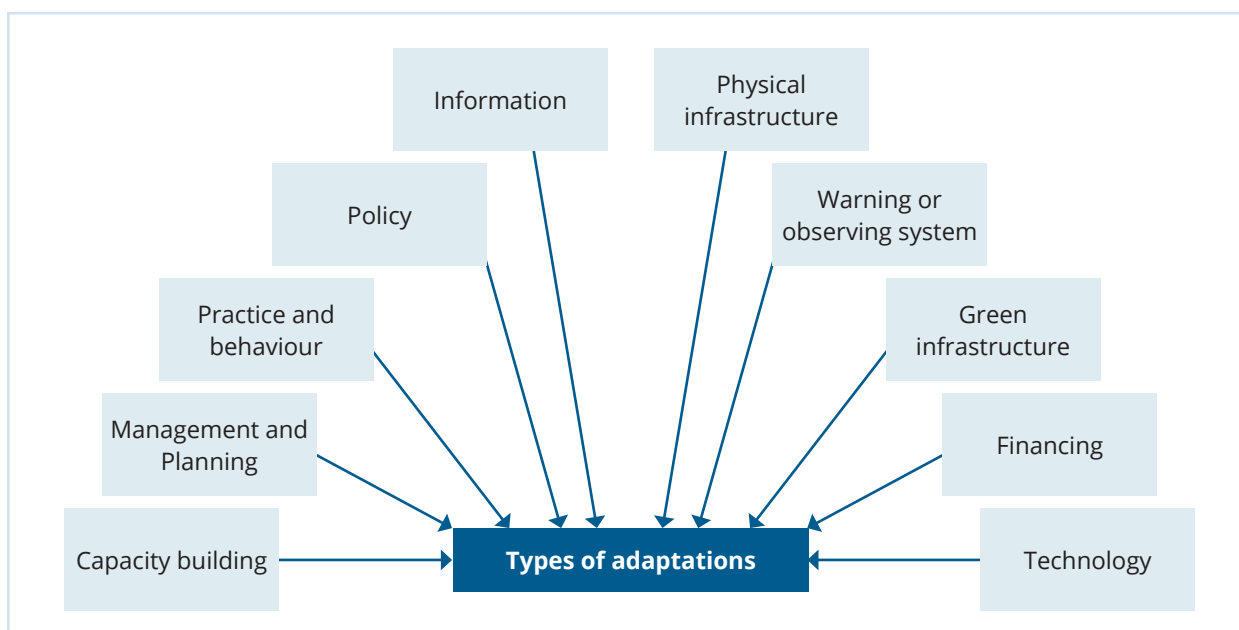 Information
Physical
infrastructure
Policy
Warning or
observing system
Practice and
behaviour
Green
infrastructure
Management and
Planning
Financing
Capacity building
Types of adaptations
Technology